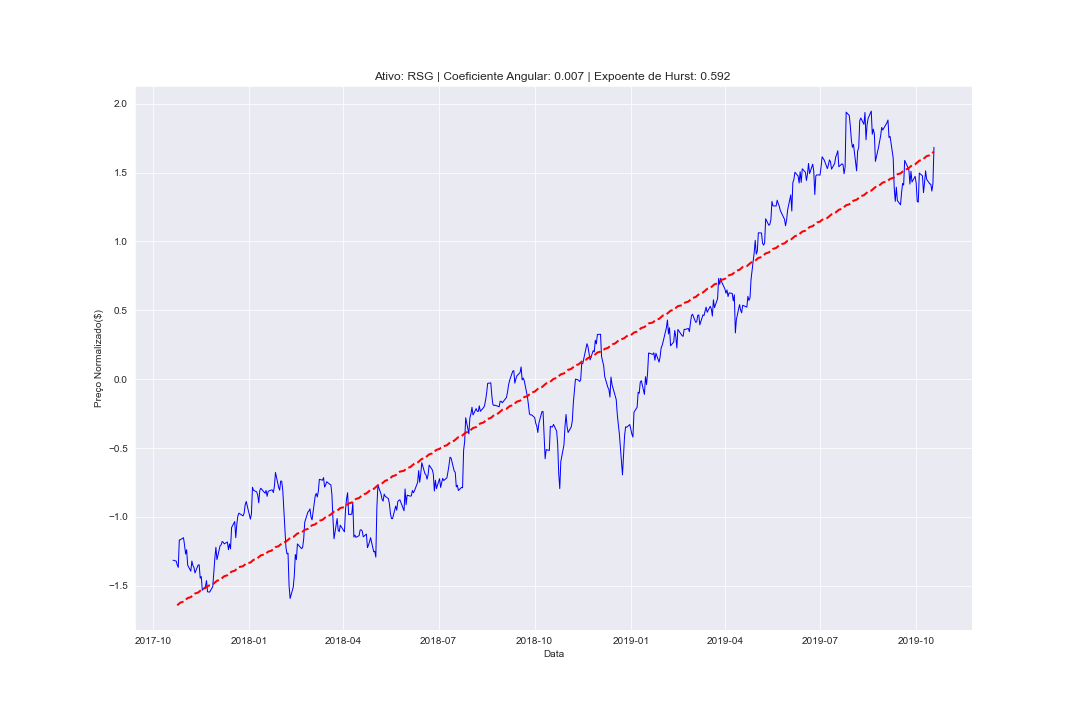 Ativo: RSG | Coeficiente Angular: 0.007 | Expoente de Hurst: 0.592
Preço Normalizado($)
2.0
1.5
1.0
0.5
0.0
−0.5
−1.0
−1.5
2017-10 2018-01 2018-04 2018-07 2018-10 2019-01 2019-04 2019-07 2019-10
Data